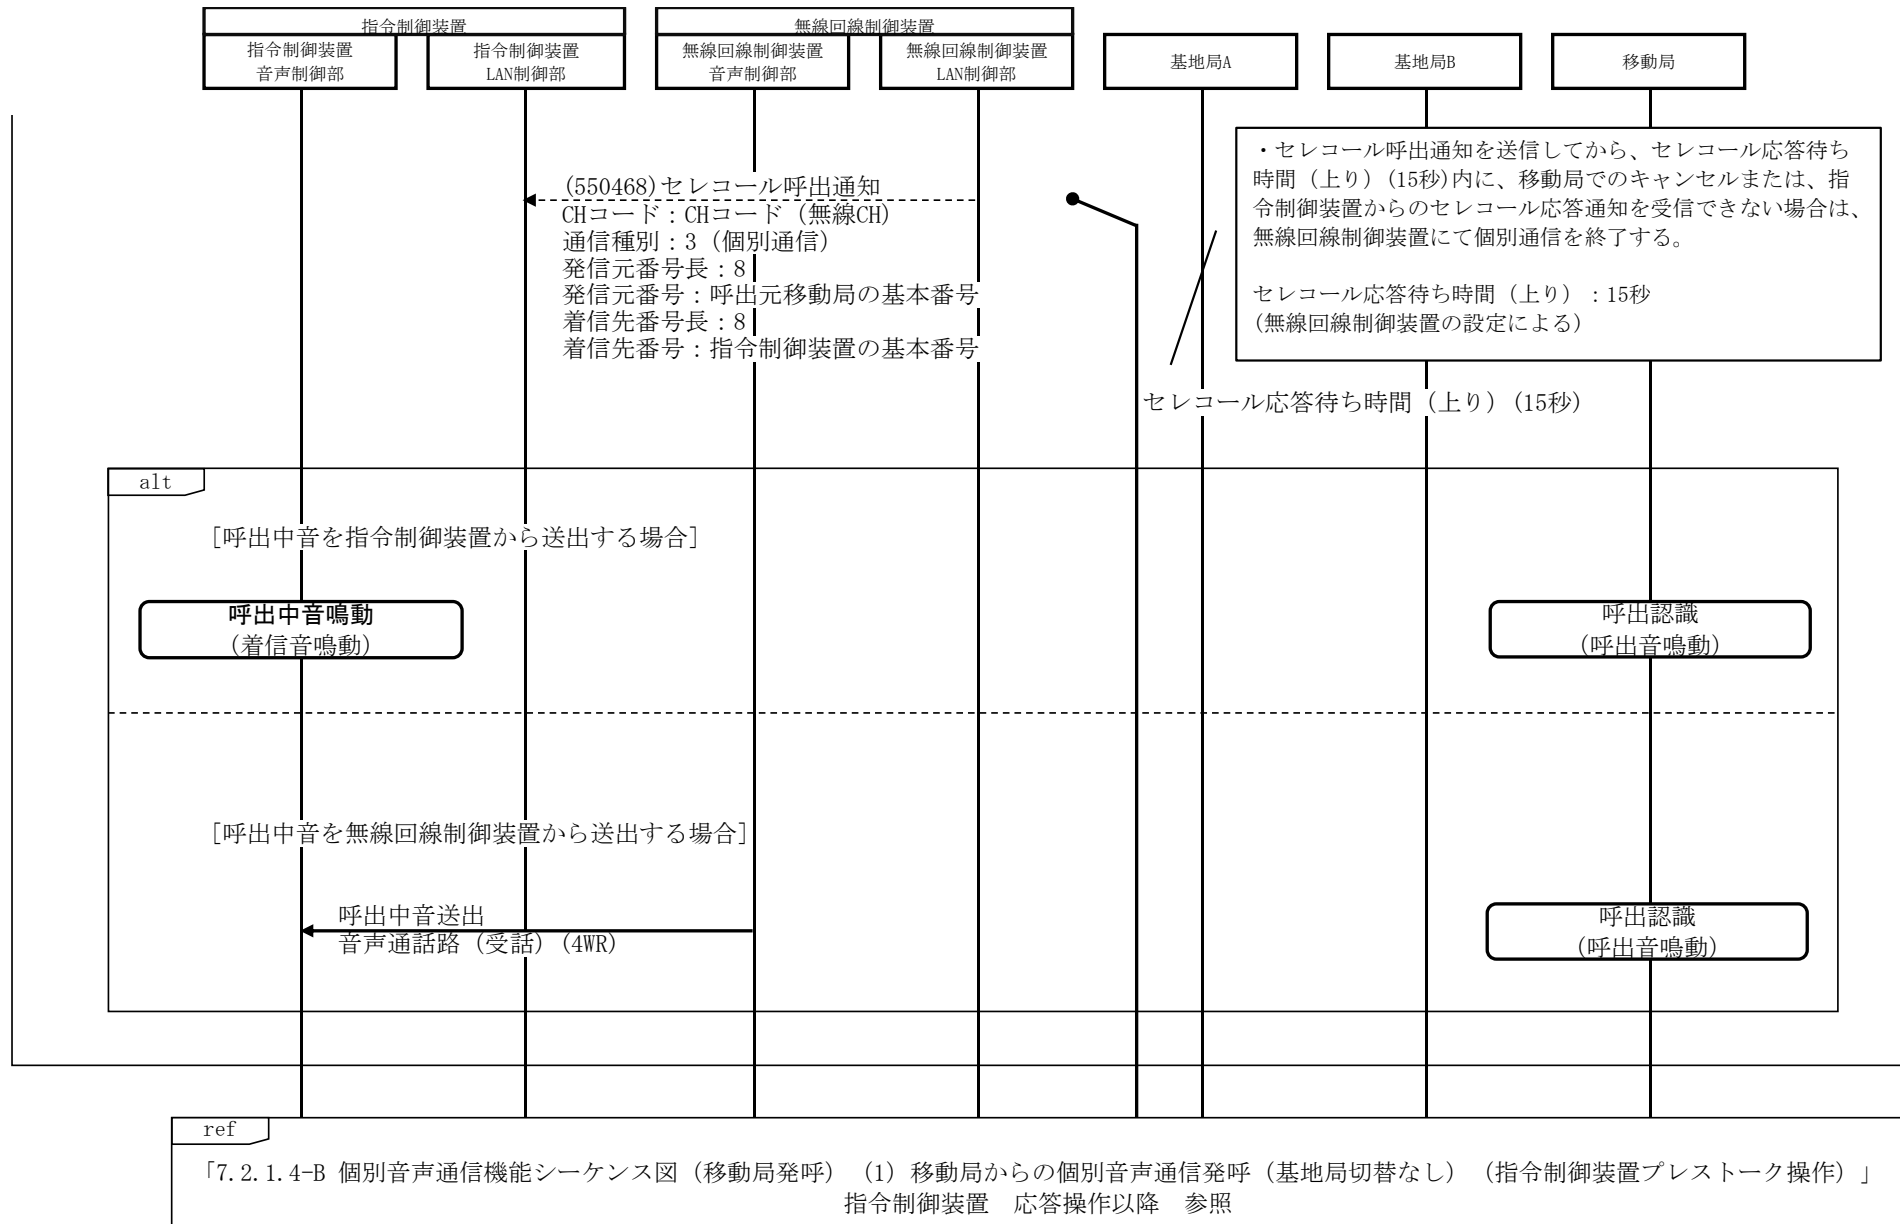 指令制御装置
無線回線制御装置
指令制御装置
音声制御部
指令制御装置
LAN制御部
無線回線制御装置
音声制御部
無線回線制御装置
LAN制御部
基地局A
基地局B
移動局
・セレコール呼出通知を送信してから、セレコール応答待ち
時間（上り）(15秒)内に、移動局でのキャンセルまたは、指
令制御装置からのセレコール応答通知を受信できない場合は、
無線回線制御装置にて個別通信を終了する。
セレコール応答待ち時間（上り）：15秒
(無線回線制御装置の設定による)
(550468)セレコール呼出通知
CHコード：CHコード（無線CH）
通信種別：3（個別通信）
発信元番号長：8
発信元番号：呼出元移動局の基本番号
着信先番号長：8
着信先番号：指令制御装置の基本番号
セレコール応答待ち時間（上り）(15秒)
alt
［呼出中音を指令制御装置から送出する場合］
呼出中音鳴動
（着信音鳴動）
呼出認識
（呼出音鳴動）
［呼出中音を無線回線制御装置から送出する場合］
呼出中音送出
音声通話路（受話）(4WR)
呼出認識
（呼出音鳴動）
ref
「7.2.1.4-B 個別音声通信機能シーケンス図（移動局発呼）（1）移動局からの個別音声通信発呼（基地局切替なし）（指令制御装置プレストーク操作）」
指令制御装置　応答操作以降　参照